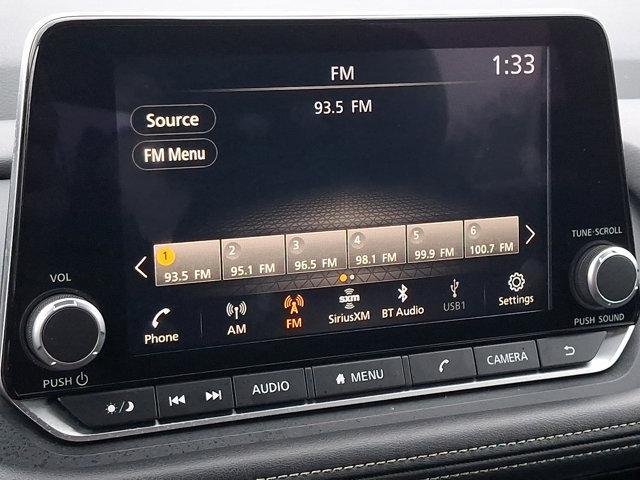 FM
1:33
93.5 FM
Source
FM Menu
1
93.5 FM
2
95.1 FM
3
96.5 FM
4
98.1 FM
5
99.9 FM
6
100.7 FM
Phone
AM
FM
sxm
SiriusXM
BT Audio
USB1
Settings
VOL
PUSH
TUNE·SCROLL
PUSH SOUND
AUDIO
MENU
CAMERA